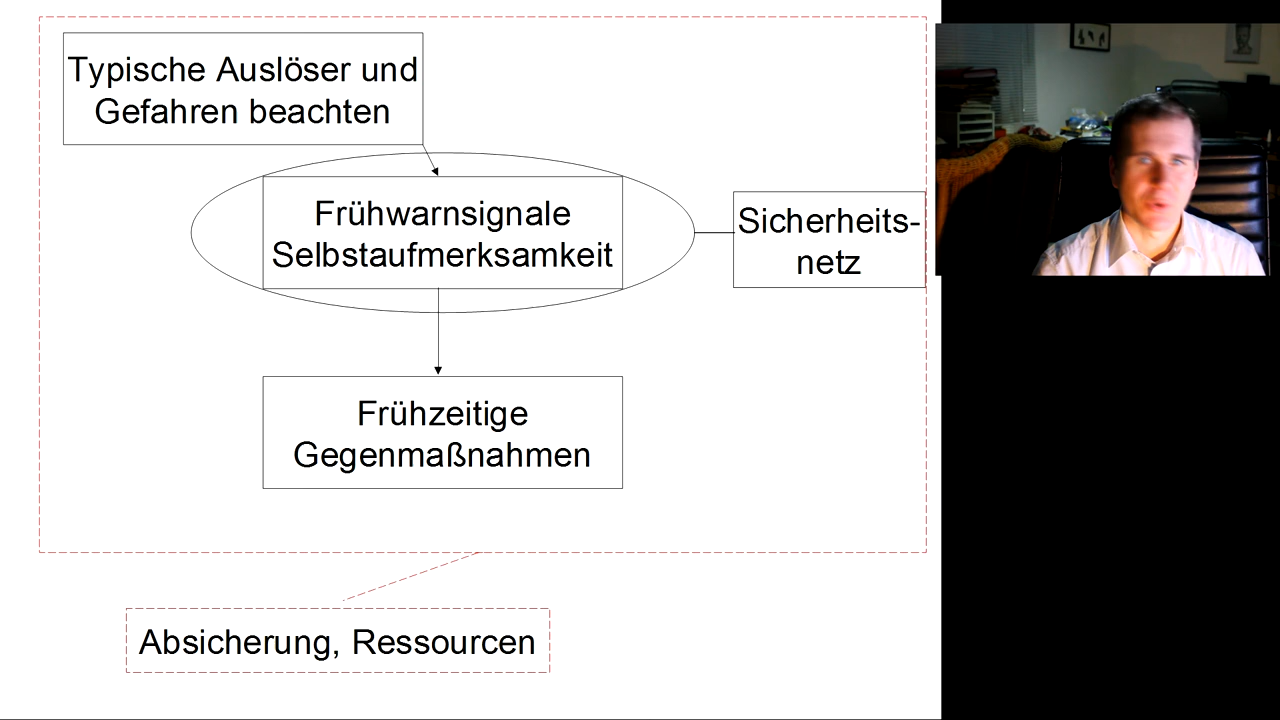 Typische Auslöser und
Gefahren beachten
Frühwarnsignale
Selbstaufmerksamkeit
Sicherheits-
netz
Frühzeitige
Gegenmaßnahmen
Absicherung, Ressourcen